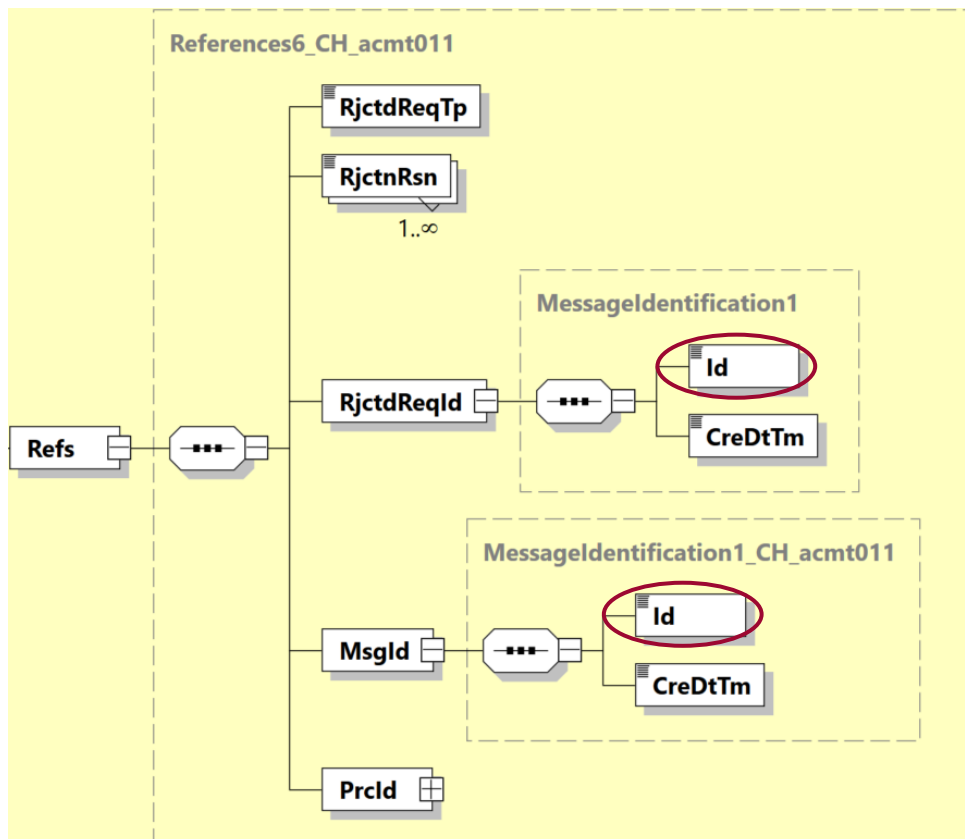 References6_CH_acmt011
RjctdReqTp
RjctnRsn
1..∞
MessageIdentification1
Id
RjctdReqId
CreDtTm
Refs
MessageIdentification1_CH_acmt011
Id
MsgId
CreDtTm
PrcId